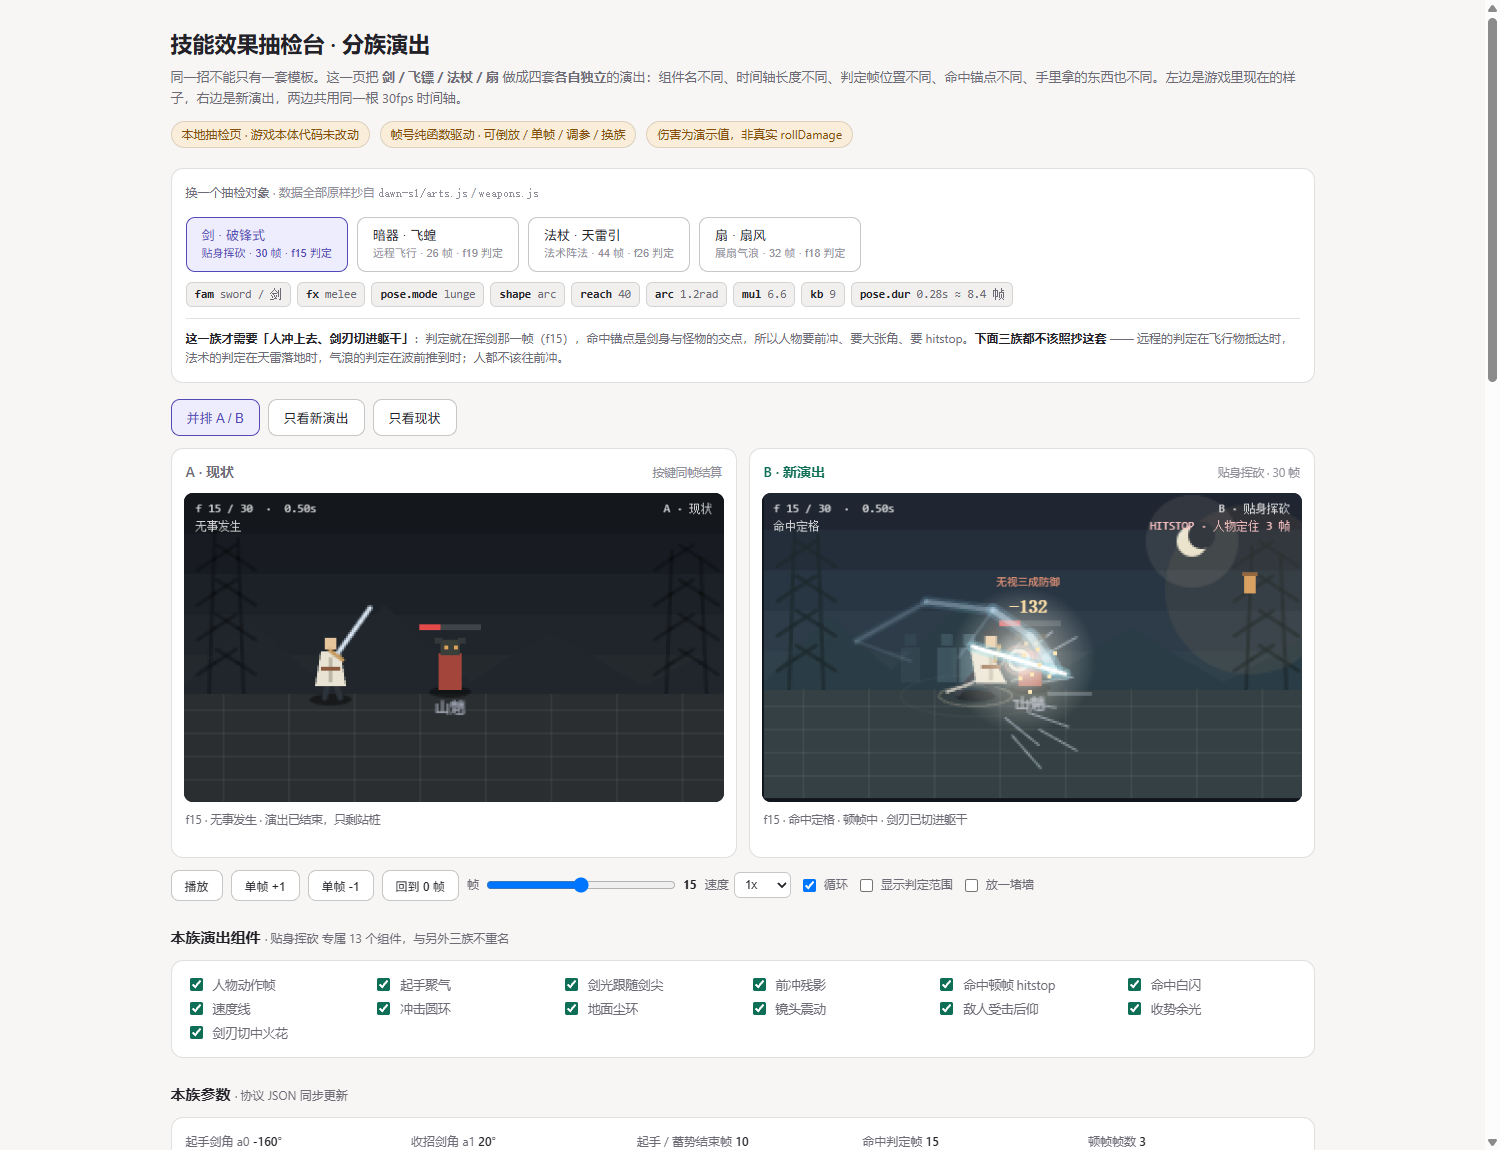 技能效果抽检台 · 分族演出
同一招不能只有一套模板。这一页把 剑 / 飞镖 / 法杖 / 扇 做成四套各自独立的演出：组件名不同、时间轴长度不同、判定帧位置不同、命中锚点不同、手里拿的东西也不同。左边是游戏里现在的样
子，右边是新演出，两边共用同一根 30fps 时间轴。
本地抽检页 · 游戏本体代码未改动
帧号纯函数驱动 · 可倒放 / 单帧 / 调参 / 换族
伤害为演示值，非真实 rollDamage
换一个抽检对象 · 数据全部原样抄自 dawn-s1/arts.js / weapons.js
剑 · 破锋式
贴身挥砍 · 30 帧 · f15 判定
暗器 · 飞蝗
远程飞行 · 26 帧 · f19 判定
法杖 · 天雷引
法术阵法 · 44 帧 · f26 判定
扇 · 扇风
展扇气浪 · 32 帧 · f18 判定
fam sword / 剑
fx melee
pose.mode lunge
shape arc
reach 40
arc 1.2rad
mul 6.6
kb 9
pose.dur 0.28s ≈ 8.4 帧
这一族才需要「人冲上去、剑刃切进躯干」：判定就在挥剑那一帧（f15），命中锚点是剑身与怪物的交点，所以人物要前冲、要大张角、要 hitstop。下面三族都不该照抄这套 —— 远程的判定在飞行物抵达时，
法术的判定在天雷落地时，气浪的判定在波前推到时；人都不该往前冲。
并排 A / B
只看新演出
只看现状
A · 现状
按键同帧结算
f 15 / 30 · 0.50s
A · 现状
无事发生
山魈
f15 · 无事发生 · 演出已结束，只剩站桩
B · 新演出
贴身挥砍 · 30 帧
f 15 / 30 · 0.50s
B · 贴身挥砍
命中定格
HITSTOP · 人物定住 3 帧
无视三成防御
−132
山魈
f15 · 命中定格 · 顿帧中 · 剑刃已切进躯干
播放
单帧 +1
单帧 -1
回到 0 帧
帧
15
速度
1x
循环
显示判定范围
放一堵墙
本族演出组件 · 贴身挥砍 专属 13 个组件，与另外三族不重名
人物动作帧
起手聚气
剑光跟随剑尖
前冲残影
命中顿帧 hitstop
命中白闪
速度线
冲击圆环
地面尘环
镜头震动
敌人受击后仰
收势余光
剑刃切中火花
本族参数 · 协议 JSON 同步更新
起手剑角 a0 -160°
收招剑角 a1 20°
起手 / 蓄势结束帧 10
命中判定帧 15
顿帧帧数 3